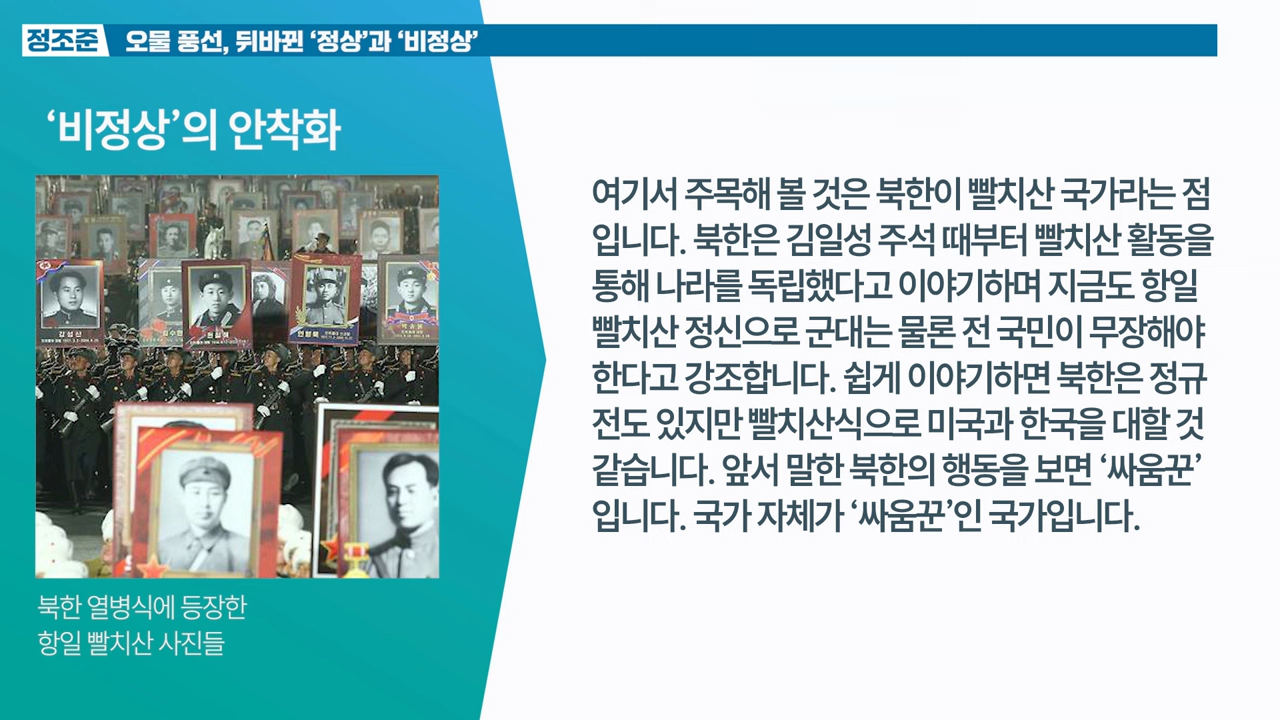 정조준
오물 풍선, 뒤바뀐 ‘정상’과 ‘비정상’
‘비정상’의 안착화
김성신
여기서 주목해 볼 것은 북한이 빨치산 국가라는 점
입니다. 북한은 김일성 주석 때부터 빨치산 활동을
통해 나라를 독립했다고 이야기하며 지금도 항일
빨치산 정신으로 군대는 물론 전 국민이 무장해야
한다고 강조합니다. 쉽게 이야기하면 북한은 정규
전도 있지만 빨치산식으로 미국과 한국을 대할 것
같습니다. 앞서 말한 북한의 행동을 보면 ‘싸움꾼’
입니다. 국가 자체가 ‘싸움꾼’인 국가입니다.
북한 열병식에 등장한
항일 빨치산 사진들